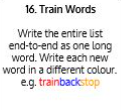 16. Train Words
Write the entire list
end-to-end as one long
word. Write each new
word in a different colour.
e.g. trainbackstop